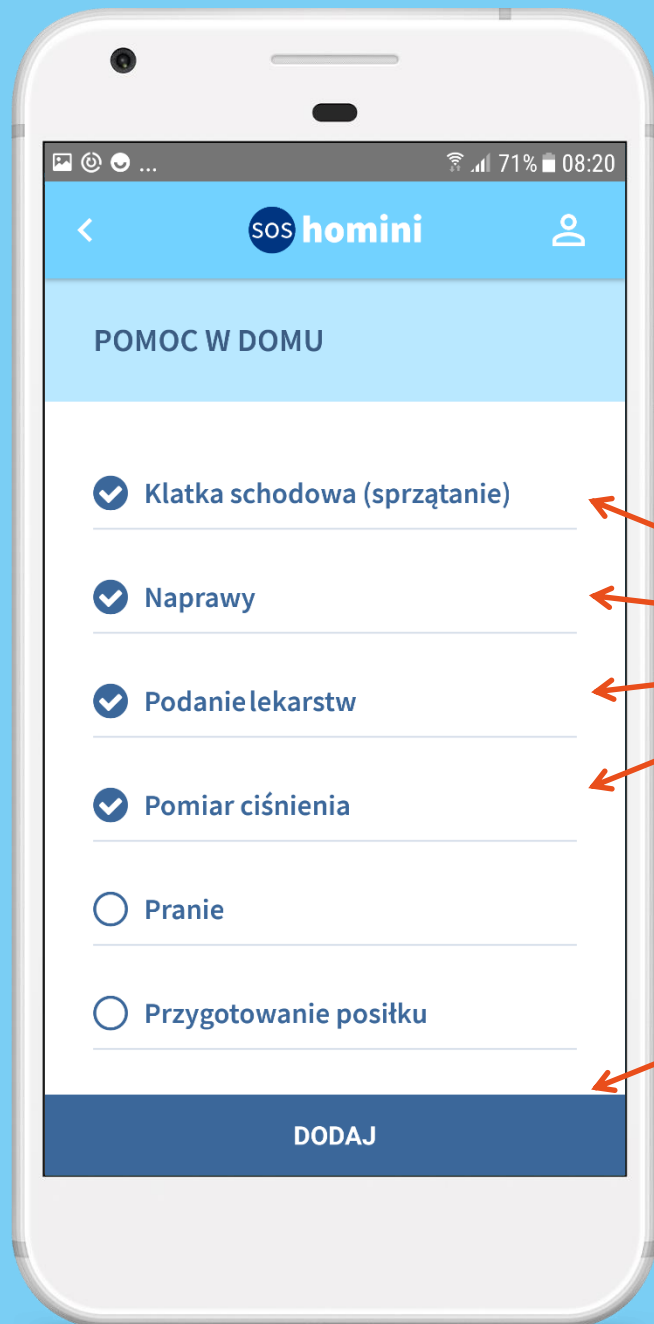 ... 71% 08:20
sos homini
POMOC W DOMU
Klatka schodowa (sprzątanie)
Naprawy
Podanie lekarstw
Pomiar ciśnienia
Pranie
Przygotowanie posiłku
DODAJ